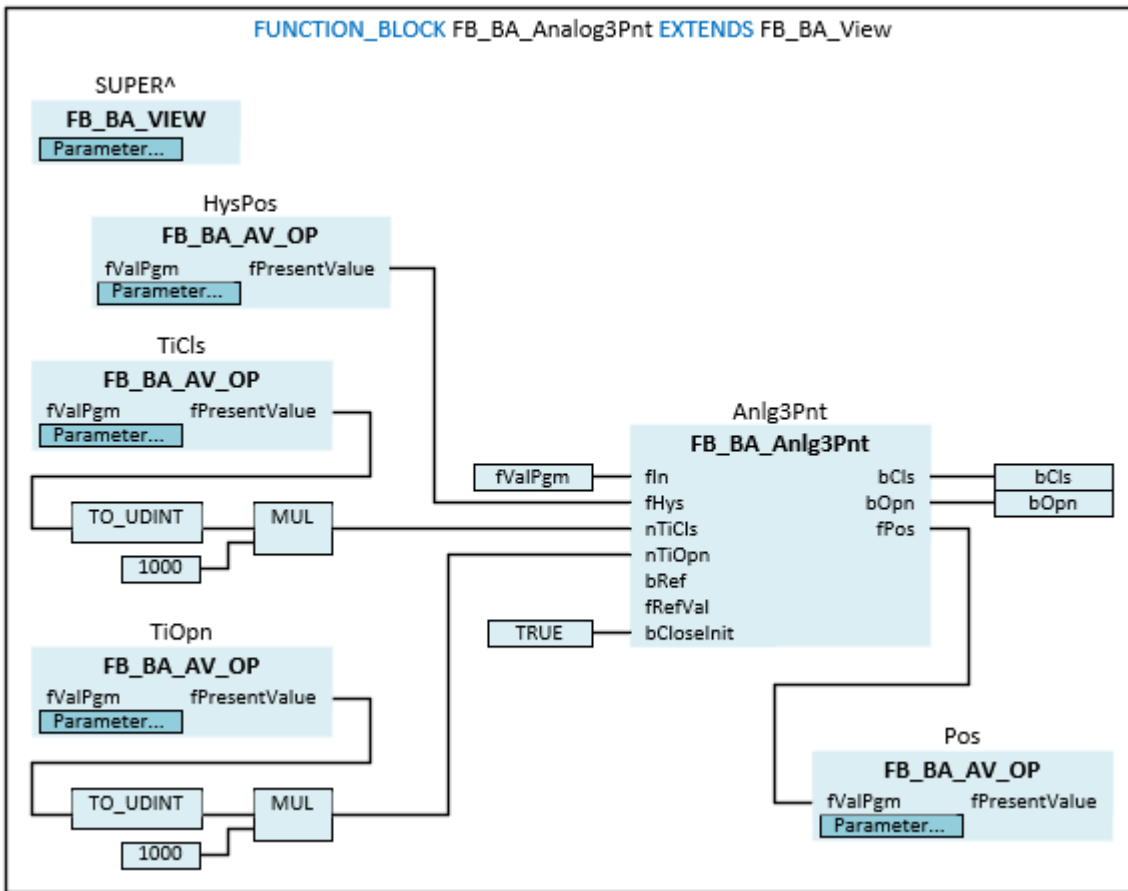 FUNCTION_BLOCK FB_BA_Analog3Pnt EXTENDS FB_BA_View
SUPER^
FB_BA_VIEW
Parameter...
HysPos
FB_BA_AV_OP
fValPgm fPresentValue
Parameter...
TiCls
FB_BA_AV_OP
fValPgm fPresentValue
Parameter...
TO_UDINT MUL
1000
TiOpn
FB_BA_AV_OP
fValPgm fPresentValue
Parameter...
TO_UDINT MUL
1000
Anlg3Pnt
FB_BA_Anlg3Pnt
fValPgm fIn bCls bCls
fHys bOpn bOpn
nTiCls fPos
nTiOpn
bRef
fRefVal
TRUE bCloseInit
Pos
FB_BA_AV_OP
fValPgm fPresentValue
Parameter...